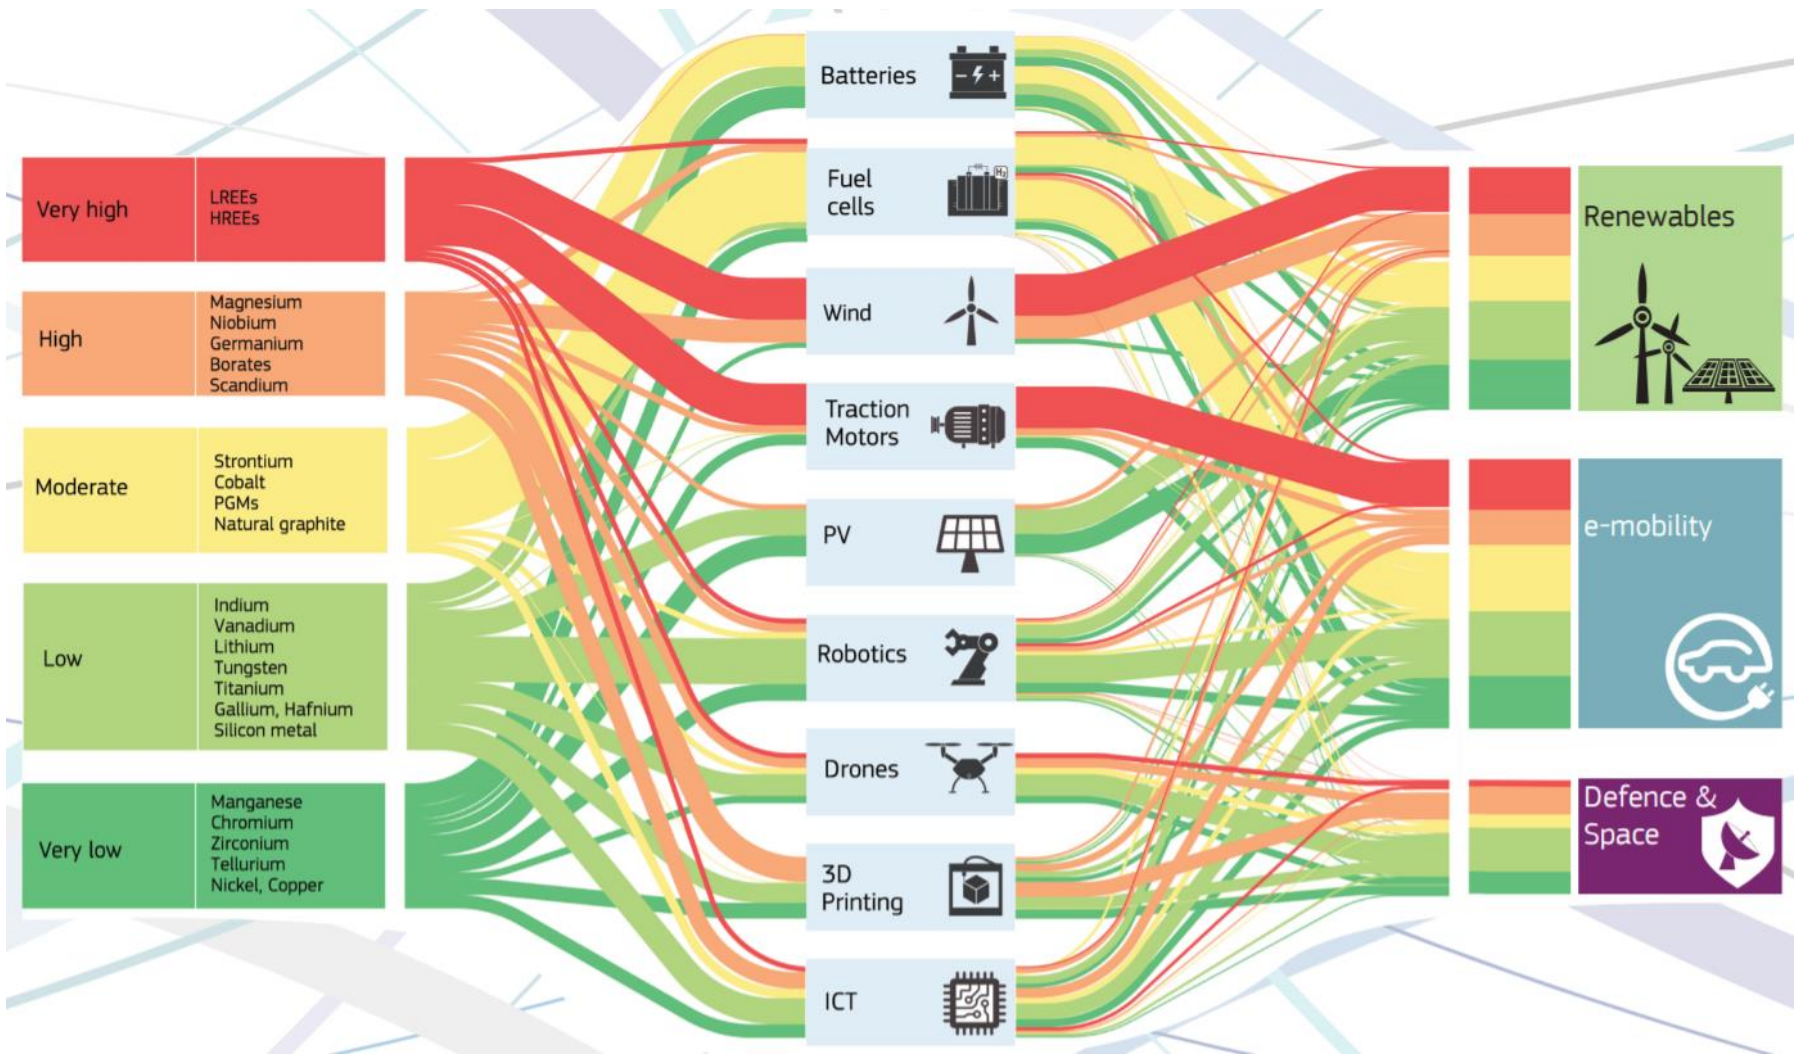 Very high
LREEs
HREEs
High
Magnesium
Niobium
Germanium
Borates
Scandium
Moderate
Strontium
Cobalt
PGMs
Natural graphite
Low
Indium
Vanadium
Lithium
Tungsten
Titanium
Gallium, Hafnium
Silicon metal
Very low
Manganese
Chromium
Zirconium
Tellurium
Nickel, Copper
Batteries
Fuel
cells
H₂
Wind
Traction
Motors
PV
Robotics
Drones
3D
Printing
ICT
Renewables
e-mobility
Defence &
Space